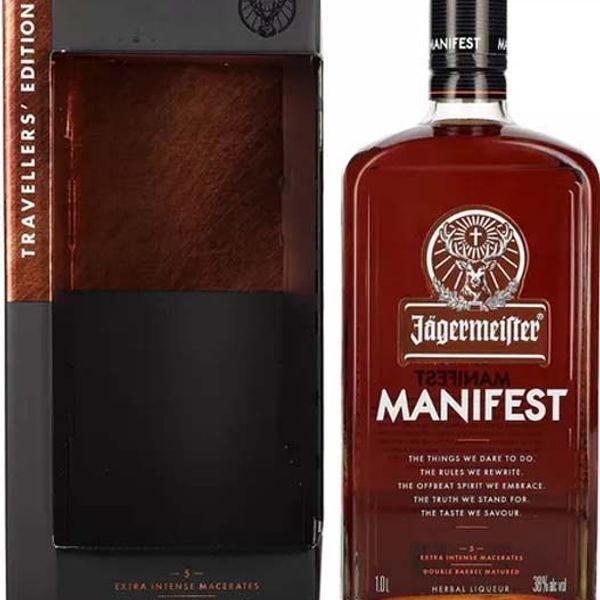 TRAVELLERS' EDITION
5
EXTRA INTENSE MACERATES
MANIFEST
Jägermeiſter
MANIFEST
MANIFEST
THE THINGS WE DARE TO DO.
THE RULES WE REWRITE.
THE OFFBEAT SPIRIT WE EMBRACE.
THE TRUTH WE STAND FOR.
THE TASTE WE SAVOUR.
5
EXTRA INTENSE MACERATES
DOUBLE BARREL MATURED
1.0 L
HERBAL LIQUEUR
38% alc vol